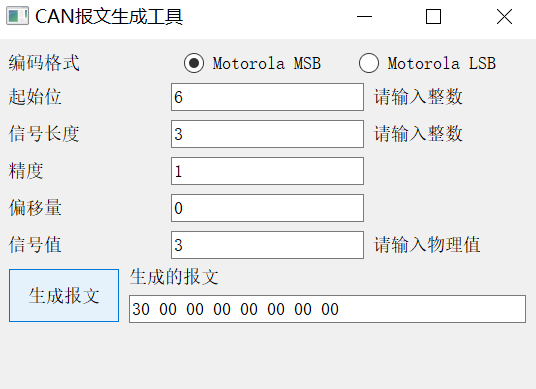 CAN报文生成工具
编码格式 Motorola MSB Motorola LSB
起始位 6 请输入整数
信号长度 3 请输入整数
精度 1
偏移量 0
信号值 3 请输入物理值
生成报文 生成的报文
30 00 00 00 00 00 00 00